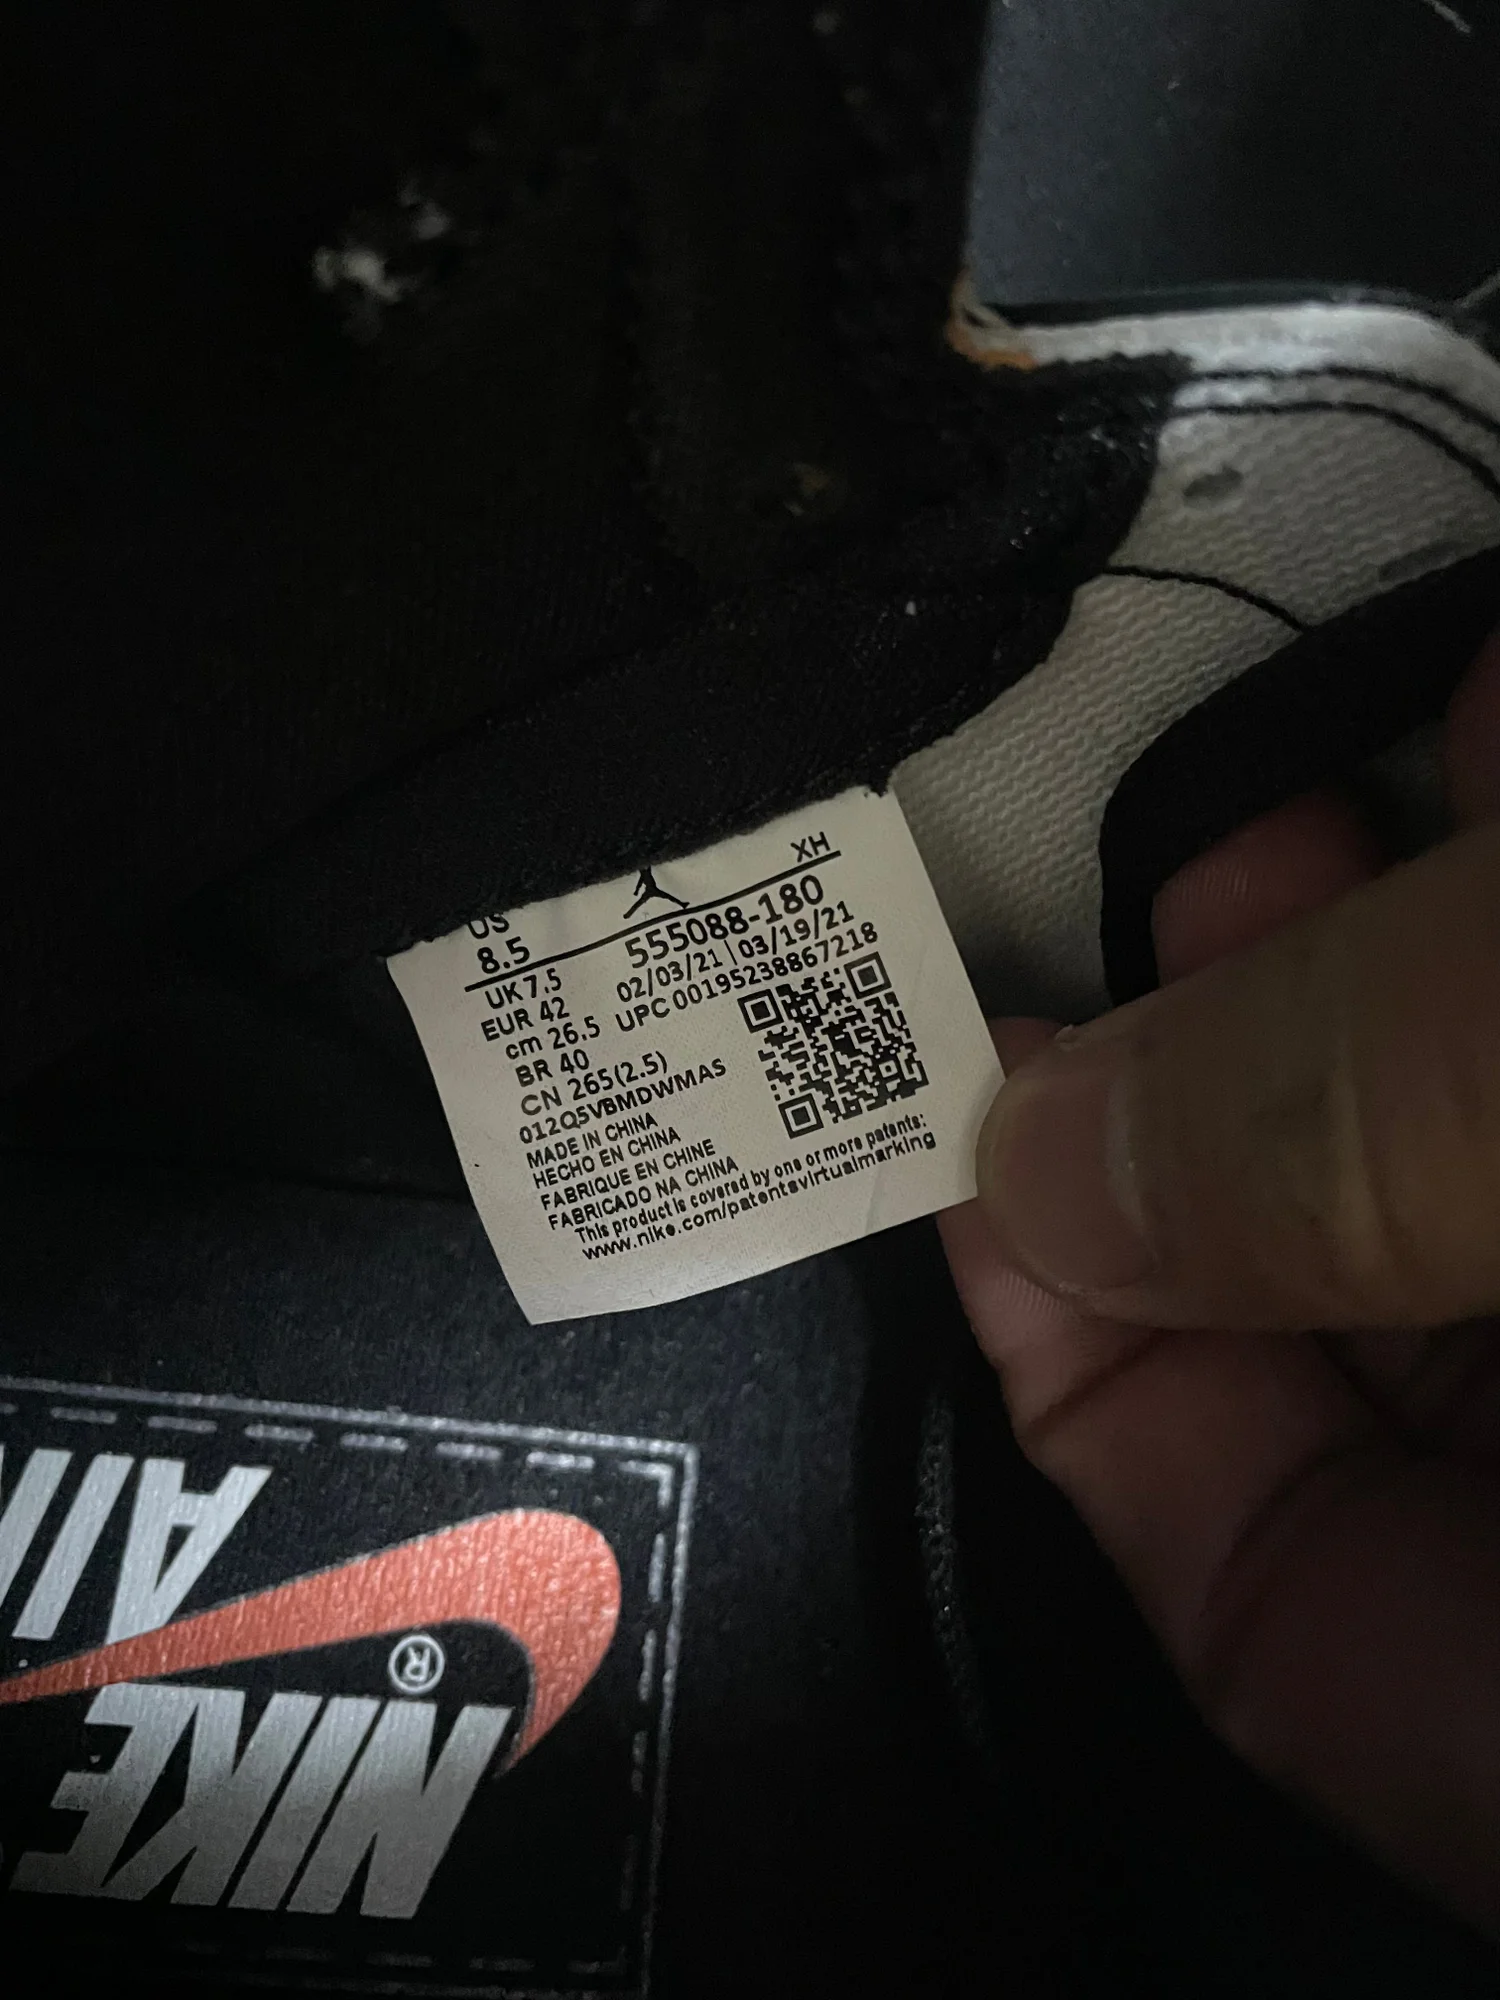 XH
US
8.5
555088-180
UK 7.5
02/03/21 | 03/19/21
EUR 42
UPC 00195238867218
cm 26.5
BR 40
CN 265(2.5)
012Q5VBMDWMAS
MADE IN CHINA
HECHO EN CHINA
FABRIQUE EN CHINE
FABRICADO NA CHINA
This product is covered by one or more patents:
www.nike.com/patentsvirtualmarking
NIKE
®
AI